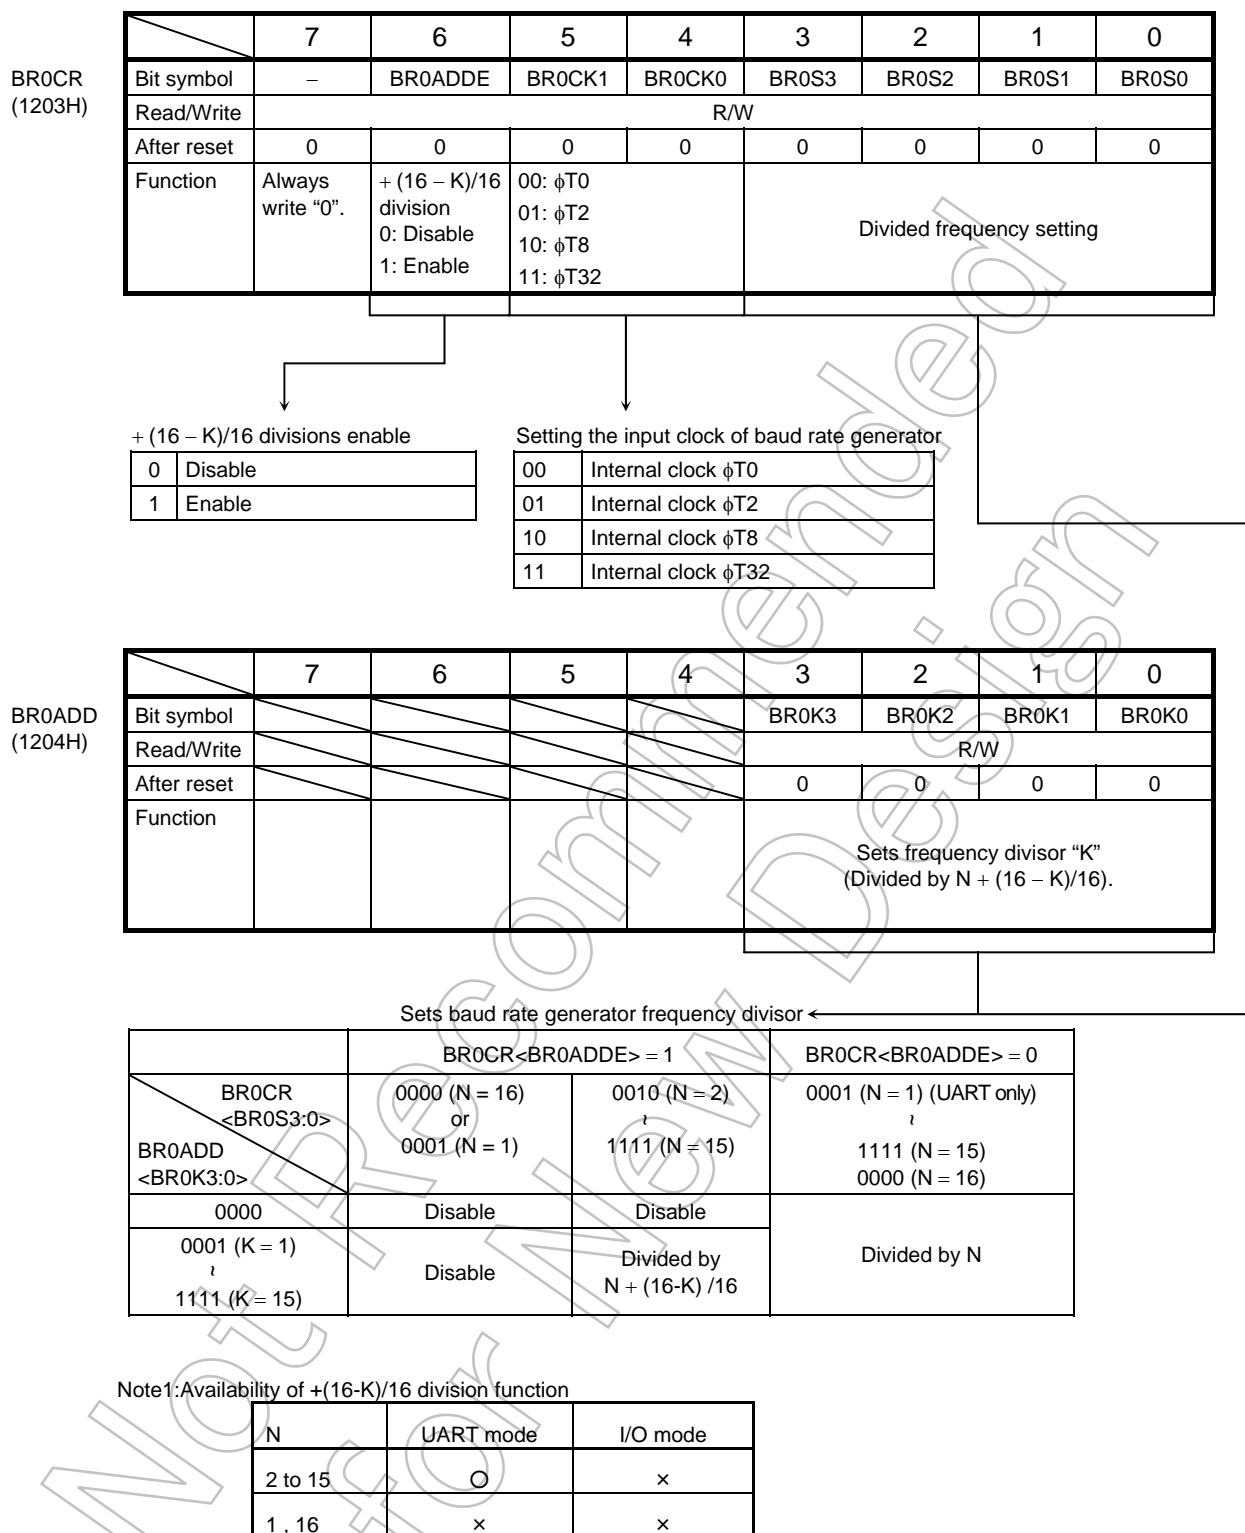 7 6 5 4 3 2 1 0
BR0CR
(1203H)
Bit symbol – BR0ADDE BR0CK1 BR0CK0 BR0S3 BR0S2 BR0S1 BR0S0
Read/Write R/W
After reset 0 0 0 0 0 0 0 0
Function
Always
write “0”.
+ (16 – K)/16
division
0: Disable
1: Enable
00: ϕT0
01: ϕT2
10: ϕT8
11: ϕT32
Divided frequency setting
+ (16 – K)/16 divisions enable
0 Disable
1 Enable
Setting the input clock of baud rate generator
00 Internal clock ϕT0
01 Internal clock ϕT2
10 Internal clock ϕT8
11 Internal clock ϕT32
7 6 5 4 3 2 1 0
BR0ADD
(1204H)
Bit symbol BR0K3 BR0K2 BR0K1 BR0K0
Read/Write R/W
After reset 0 0 0 0
Function
Sets frequency divisor “K”
(Divided by N + (16 – K)/16).
Sets baud rate generator frequency divisor
BR0CR<BR0ADDE> = 1 BR0CR<BR0ADDE> = 0
BR0CR
<BR0S3:0>
BR0ADD
<BR0K3:0>
0000 (N = 16)
or
0001 (N = 1)
0010 (N = 2)
~
1111 (N = 15)
0001 (N = 1) (UART only)
~
1111 (N = 15)
0000 (N = 16)
0000 Disable Disable
0001 (K = 1)
~
1111 (K = 15)
Disable
Divided by
N + (16-K) /16
Divided by N
Note1:Availability of +(16-K)/16 division function
N UART mode I/O mode
2 to 15 ○ ×
1 , 16 × ×
Not Recommended
for New Design